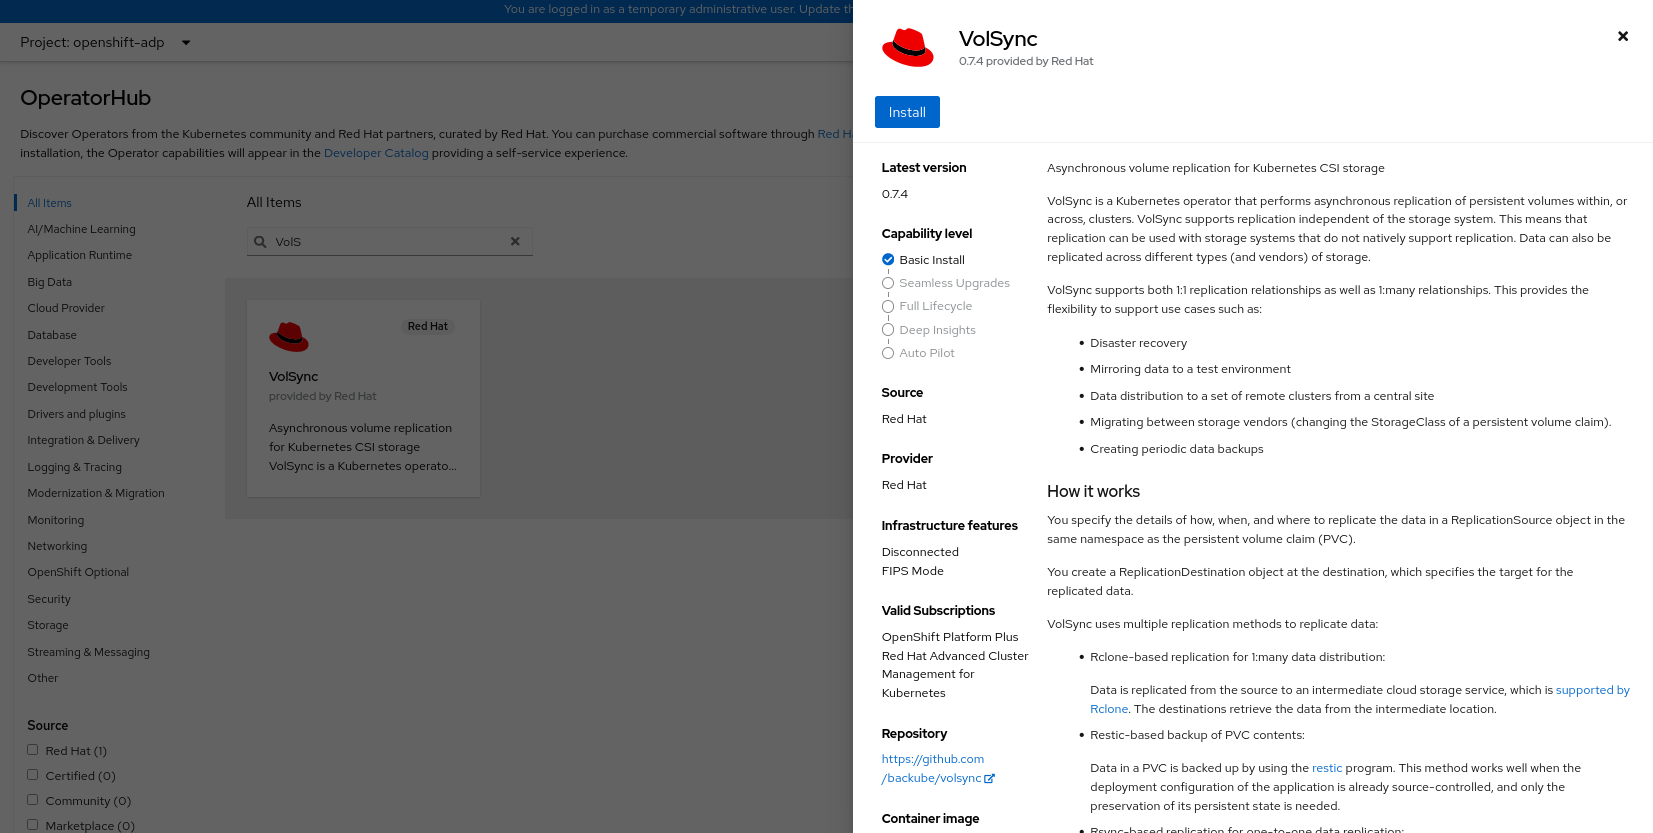 You are logged in as a temporary administrative user. Update th
Project: openshift-adp
OperatorHub
Discover Operators from the Kubernetes community and Red Hat partners, curated by Red Hat. You can purchase commercial software through Red H
installation, the Operator capabilities will appear in the Developer Catalog providing a self-service experience.
All Items
AI/Machine Learning
Application Runtime
Big Data
Cloud Provider
Database
Developer Tools
Development Tools
Drivers and plugins
Integration & Delivery
Logging & Tracing
Modernization & Migration
Monitoring
Networking
OpenShift Optional
Security
Storage
Streaming & Messaging
Other
Source
Red Hat (1)
Certified (0)
Community (0)
Marketplace (0)
All Items
VolS
Red Hat
VolSync
provided by Red Hat
Asynchronous volume replication
for Kubernetes CSI storage
VolSync is a Kubernetes operato...
VolSync
0.7.4 provided by Red Hat
Install
Latest version
0.7.4
Capability level
Basic Install
Seamless Upgrades
Full Lifecycle
Deep Insights
Auto Pilot
Source
Red Hat
Provider
Red Hat
Infrastructure features
Disconnected
FIPS Mode
Valid Subscriptions
OpenShift Platform Plus
Red Hat Advanced Cluster
Management for
Kubernetes
Repository
https://github.com
/backube/volsync
Container image
Asynchronous volume replication for Kubernetes CSI storage
VolSync is a Kubernetes operator that performs asynchronous replication of persistent volumes within, or
across, clusters. VolSync supports replication independent of the storage system. This means that
replication can be used with storage systems that do not natively support replication. Data can also be
replicated across different types (and vendors) of storage.
VolSync supports both 1:1 replication relationships as well as 1:many relationships. This provides the
flexibility to support use cases such as:
• Disaster recovery
• Mirroring data to a test environment
• Data distribution to a set of remote clusters from a central site
• Migrating between storage vendors (changing the StorageClass of a persistent volume claim).
• Creating periodic data backups
How it works
You specify the details of how, when, and where to replicate the data in a ReplicationSource object in the
same namespace as the persistent volume claim (PVC).
You create a ReplicationDestination object at the destination, which specifies the target for the
replicated data.
VolSync uses multiple replication methods to replicate data:
• Rclone-based replication for 1:many data distribution:
Data is replicated from the source to an intermediate cloud storage service, which is supported by
Rclone. The destinations retrieve the data from the intermediate location.
• Restic-based backup of PVC contents:
Data in a PVC is backed up by using the restic program. This method works well when the
deployment configuration of the application is already source-controlled, and only the
preservation of its persistent state is needed.
• Rsync-based replication for one-to-one data replication: